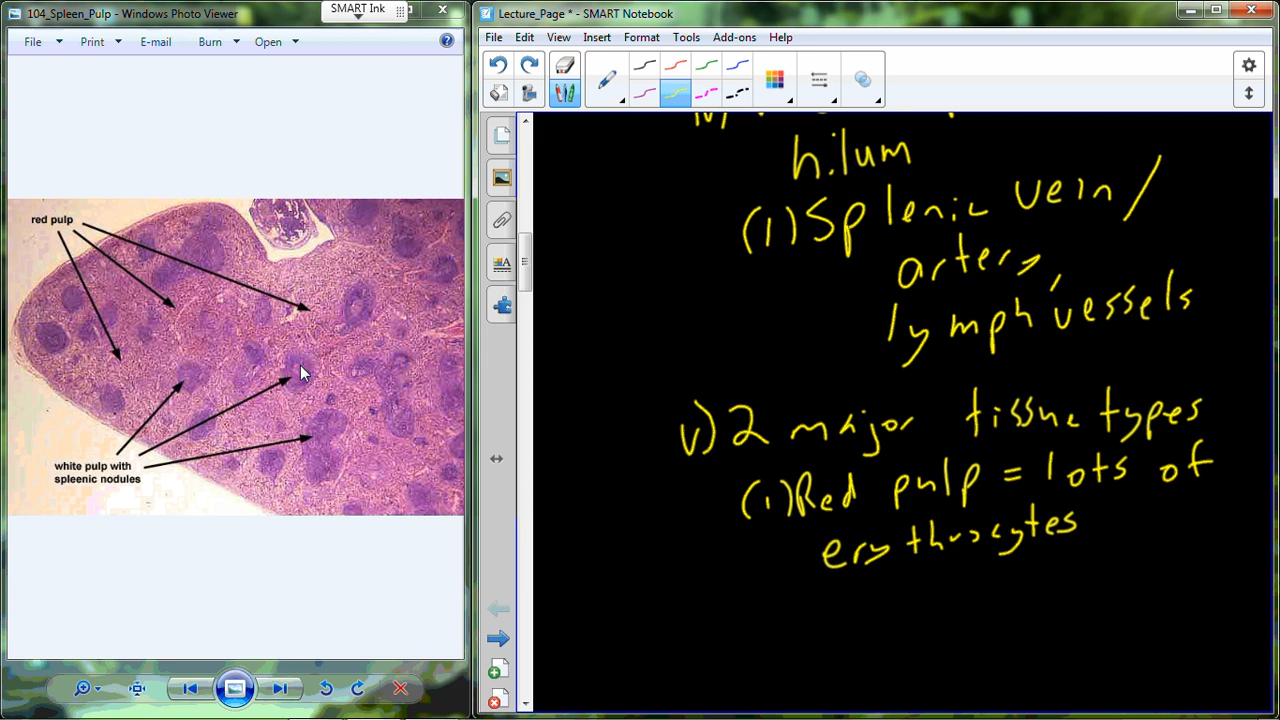 104_Spleen_Pulp - Windows Photo Viewer
SMART Ink
File Print E-mail Burn Open
red pulp
white pulp with
spleenic nodules
Lecture_Page * - SMART Notebook
File Edit View Insert Format Tools Add-ons Help
hilum
(1) Splenic vein /
artery,
lymph vessels
v) 2 major tissue types
(1) Red pulp = lots of
erythrocytes